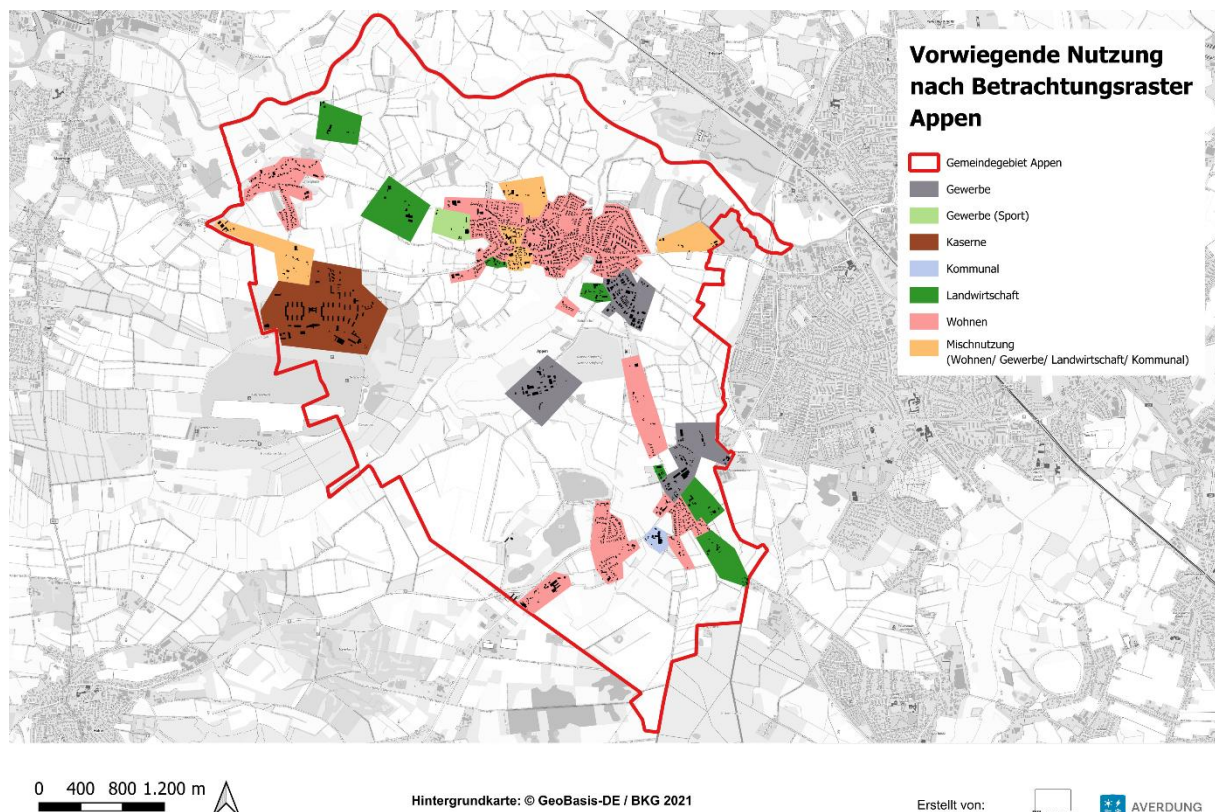 Vorwiegende Nutzung
nach Betrachtungsraster
Appen
Gemeindegebiet Appen
Gewerbe
Gewerbe (Sport)
Kaserne
Kommunal
Landwirtschaft
Wohnen
Mischnutzung
(Wohnen/ Gewerbe/ Landwirtschaft/ Kommunal)
Appen
0 400 800 1.200 m
Hintergrundkarte: © GeoBasis-DE / BKG 2021
Erstellt von:
AVERDUNG